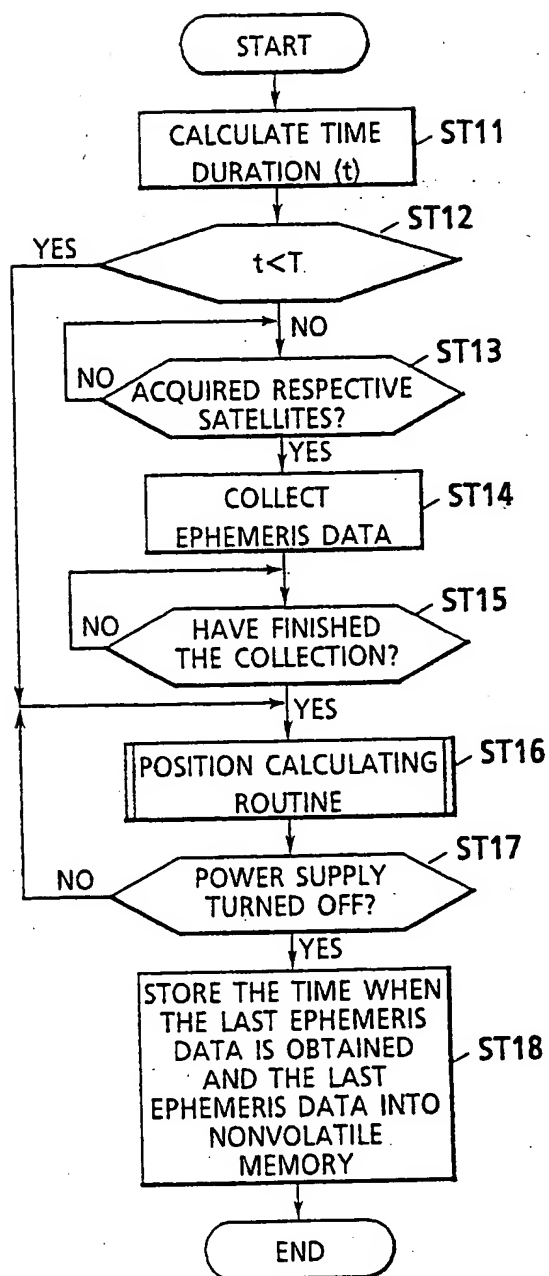 START
CALCULATE TIME
DURATION (t)
ST11
ST12
YES
t<T
NO
ST13
NO
ACQUIRED RESPECTIVE
SATELLITES?
YES
COLLECT
EPHEMERIS DATA
ST14
ST15
NO
HAVE FINISHED
THE COLLECTION?
YES
POSITION CALCULATING
ROUTINE
ST16
ST17
NO
POWER SUPPLY
TURNED OFF?
YES
STORE THE TIME WHEN
THE LAST EPHEMERIS
DATA IS OBTAINED
AND THE LAST
EPHEMERIS DATA INTO
NONVOLATILE
MEMORY
ST18
END